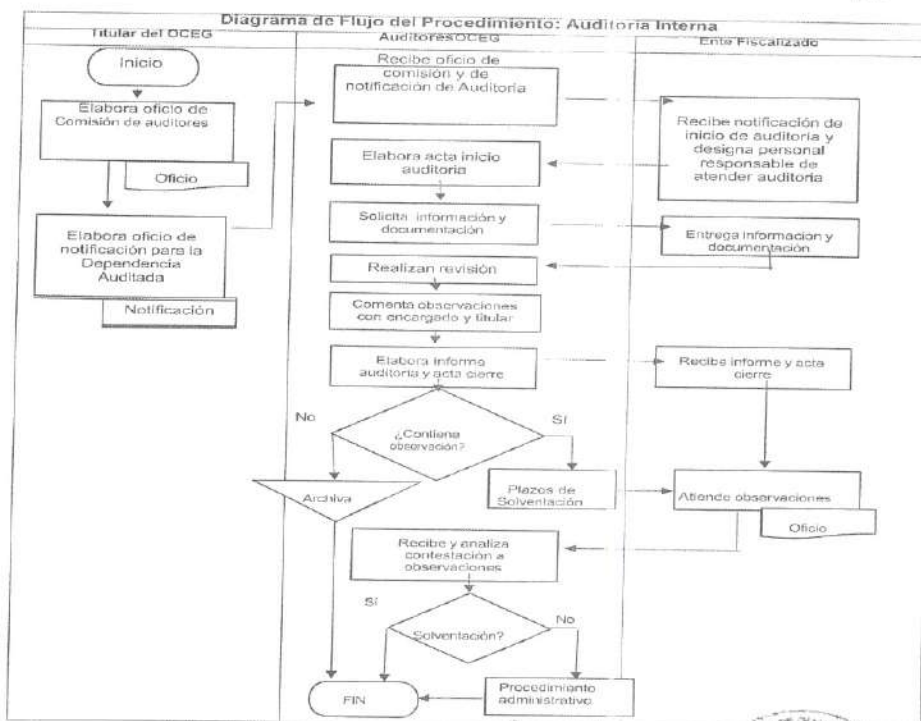 Diagrama de Flujo del Procedimiento: Auditoria Interna
Titular del OCEG
AuditoresOCEG
Ente Fiscalizado
Inicio
Elabora oficio de
Comisión de auditores
Oficio
Elabora oficio de
notificación para la
Dependencia
Auditada
Notificación
Recibe oficio de
comisión y de
notificación de Auditoria
Recibe notificación de
inicio de auditoria y
designa personal
responsable de
atender auditoria
Elabora acta inicio
auditoria
Solicita información y
documentación
Entrega información y
documentación
Realizan revisión
Comenta observaciones
con encargado y titular
Elabora informe
auditoria y acta cierre
Recibe informe y acta
cierre
No
¿Contiene
observación?
Sí
Archiva
Plazos de
Solventación
Atiende observaciones
Oficio
Recibe y analiza
contestación a
observaciones
Sí
Solventación?
No
FIN
Procedimiento
administrativo